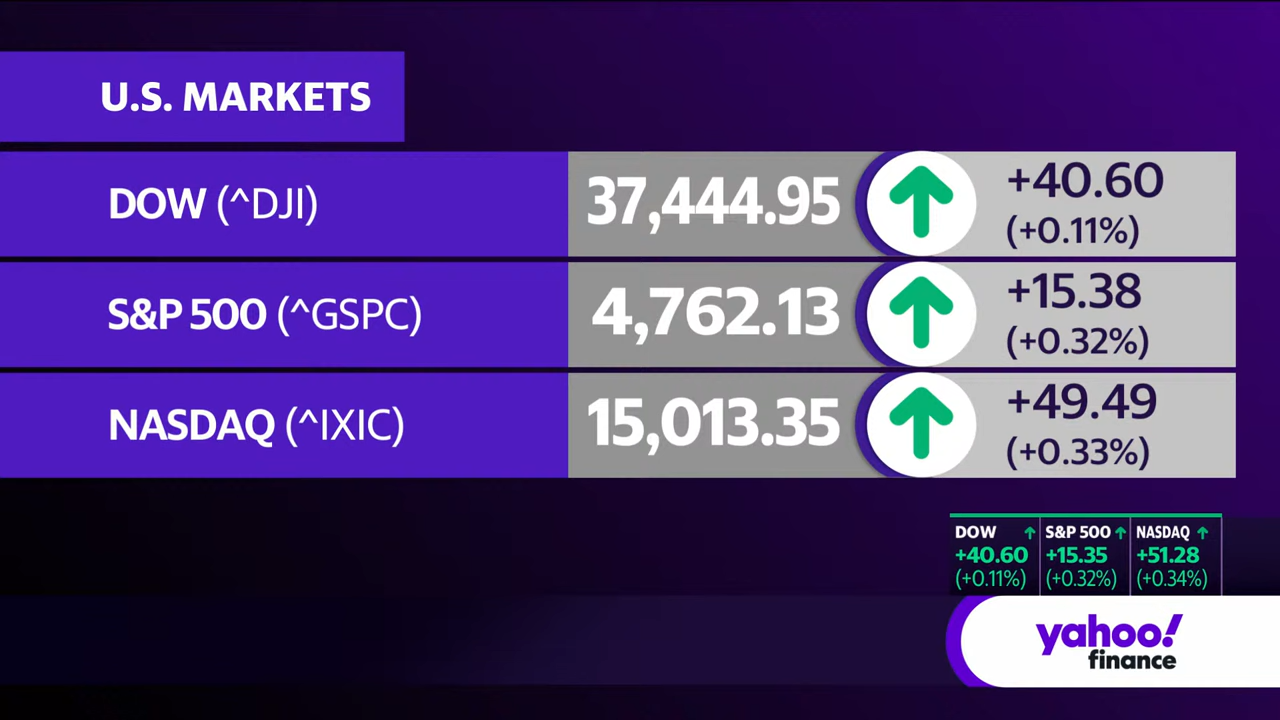 U.S. MARKETS
DOW (^DJI) 37,444.95 +40.60
(+0.11%)
S&P 500 (^GSPC) 4,762.13 +15.38
(+0.32%)
NASDAQ (^IXIC) 15,013.35 +49.49
(+0.33%)
DOW S&P 500 NASDAQ
+40.60 +15.35 +51.28
(+0.11%) (+0.32%) (+0.34%)
yahoo!
finance